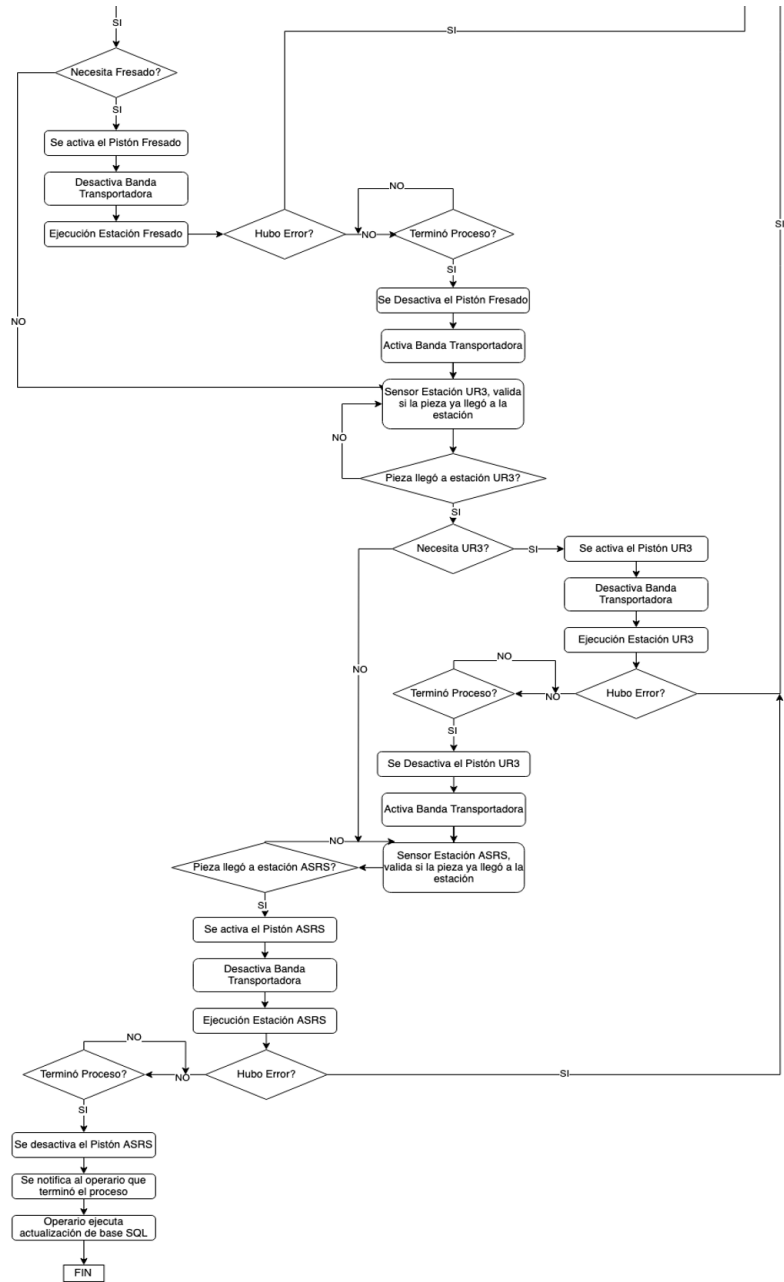 SI
SI
Necesita Fresado?
SI
Se activa el Pistón Fresado
Desactiva Banda
Transportadora
Ejecución Estación Fresado
Hubo Error?
NO
NO
Terminó Proceso?
SI
SI
Se Desactiva el Pistón Fresado
NO
Activa Banda Transportadora
Sensor Estación UR3, valida
si la pieza ya llegó a la
estación
NO
Pieza llegó a estación UR3?
SI
Necesita UR3?
SI
Se activa el Pistón UR3
Desactiva Banda
Transportadora
Ejecución Estación UR3
NO
NO
Terminó Proceso?
NO
Hubo Error?
SI
Se Desactiva el Pistón UR3
Activa Banda Transportadora
NO
Pieza llegó a estación ASRS?
Sensor Estación ASRS,
valida si la pieza ya llegó a la
estación
SI
Se activa el Pistón ASRS
Desactiva Banda
Transportadora
Ejecución Estación ASRS
NO
Terminó Proceso?
NO
Hubo Error?
SI
SI
Se desactiva el Pistón ASRS
Se notifica al operario que
terminó el proceso
Operario ejecuta
actualización de base SQL
FIN